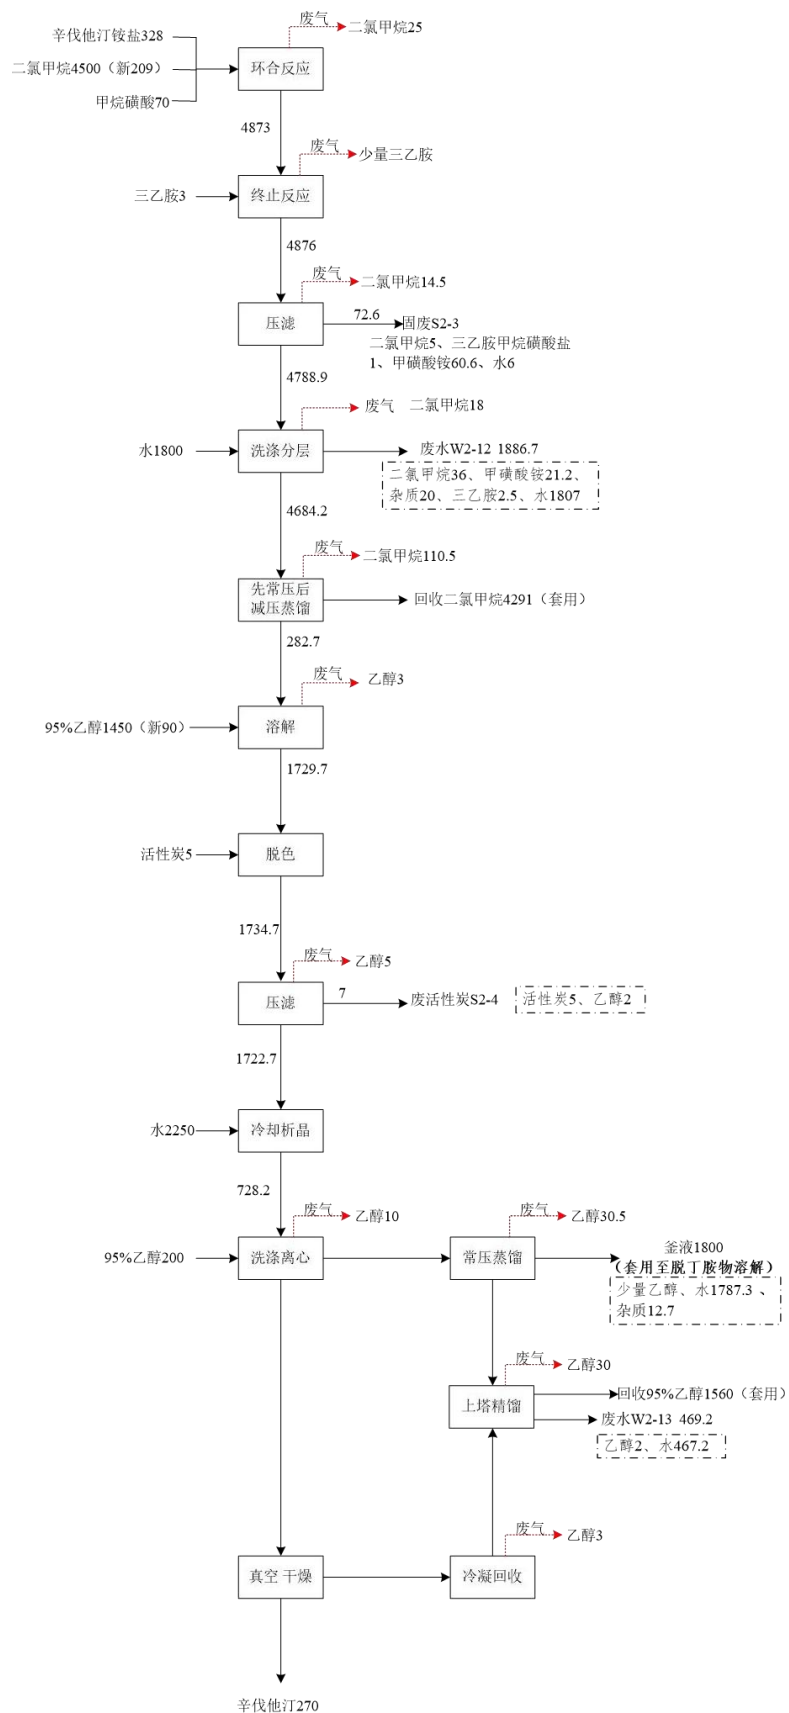 废气
二氯甲烷25
辛伐他汀铵盐328
二氯甲烷4500（新209）
环合反应
甲烷磺酸70
4873
废气
少量三乙胺
三乙胺3
终止反应
4876
废气
二氯甲烷14.5
压滤
72.6
固废S2-3
二氯甲烷5、三乙胺甲烷磺酸盐
1、甲磺酸铵60.6、水6
4788.9
废气 二氯甲烷18
水1800
洗涤分层
废水W2-12 1886.7
二氯甲烷36、甲磺酸铵21.2、
杂质20、三乙胺2.5、水1807
4684.2
废气
二氯甲烷110.5
先常压后
减压蒸馏
回收二氯甲烷4291（套用）
282.7
废气
乙醇3
95%乙醇1450（新90）
溶解
1729.7
活性炭5
脱色
1734.7
废气
乙醇5
压滤
7
废活性炭S2-4
活性炭5、乙醇2
1722.7
水2250
冷却析晶
728.2
废气
乙醇10
废气
乙醇30.5
95%乙醇200
洗涤离心
常压蒸馏
釜液1800
（套用至脱丁胺物溶解）
少量乙醇、水1787.3 、
杂质12.7
废气
乙醇30
上塔精馏
回收95%乙醇1560（套用）
废水W2-13 469.2
乙醇2、水467.2
废气
乙醇3
真空 干燥
冷凝回收
辛伐他汀270